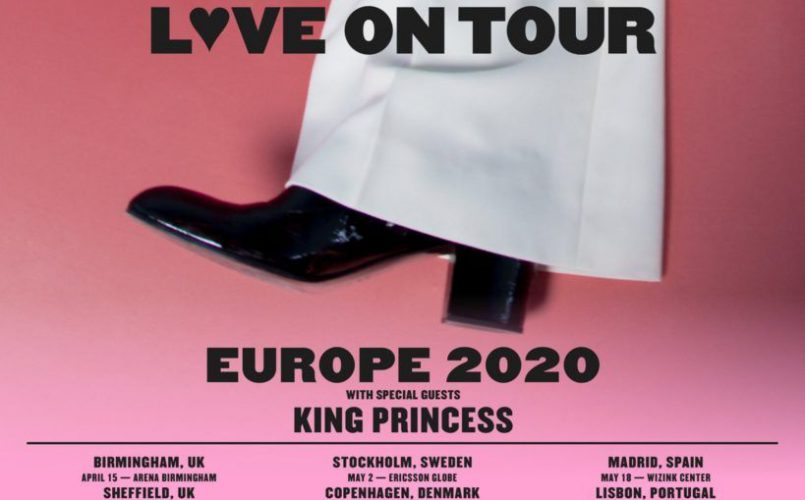 L♥VE ON TOUR
EUROPE 2020
WITH SPECIAL GUESTS
KING PRINCESS
BIRMINGHAM, UK
APRIL 15 — ARENA BIRMINGHAM
SHEFFIELD, UK
STOCKHOLM, SWEDEN
MAY 2 — ERICSSON GLOBE
COPENHAGEN, DENMARK
MADRID, SPAIN
MAY 18 — WIZINK CENTER
LISBON, PORTUGAL